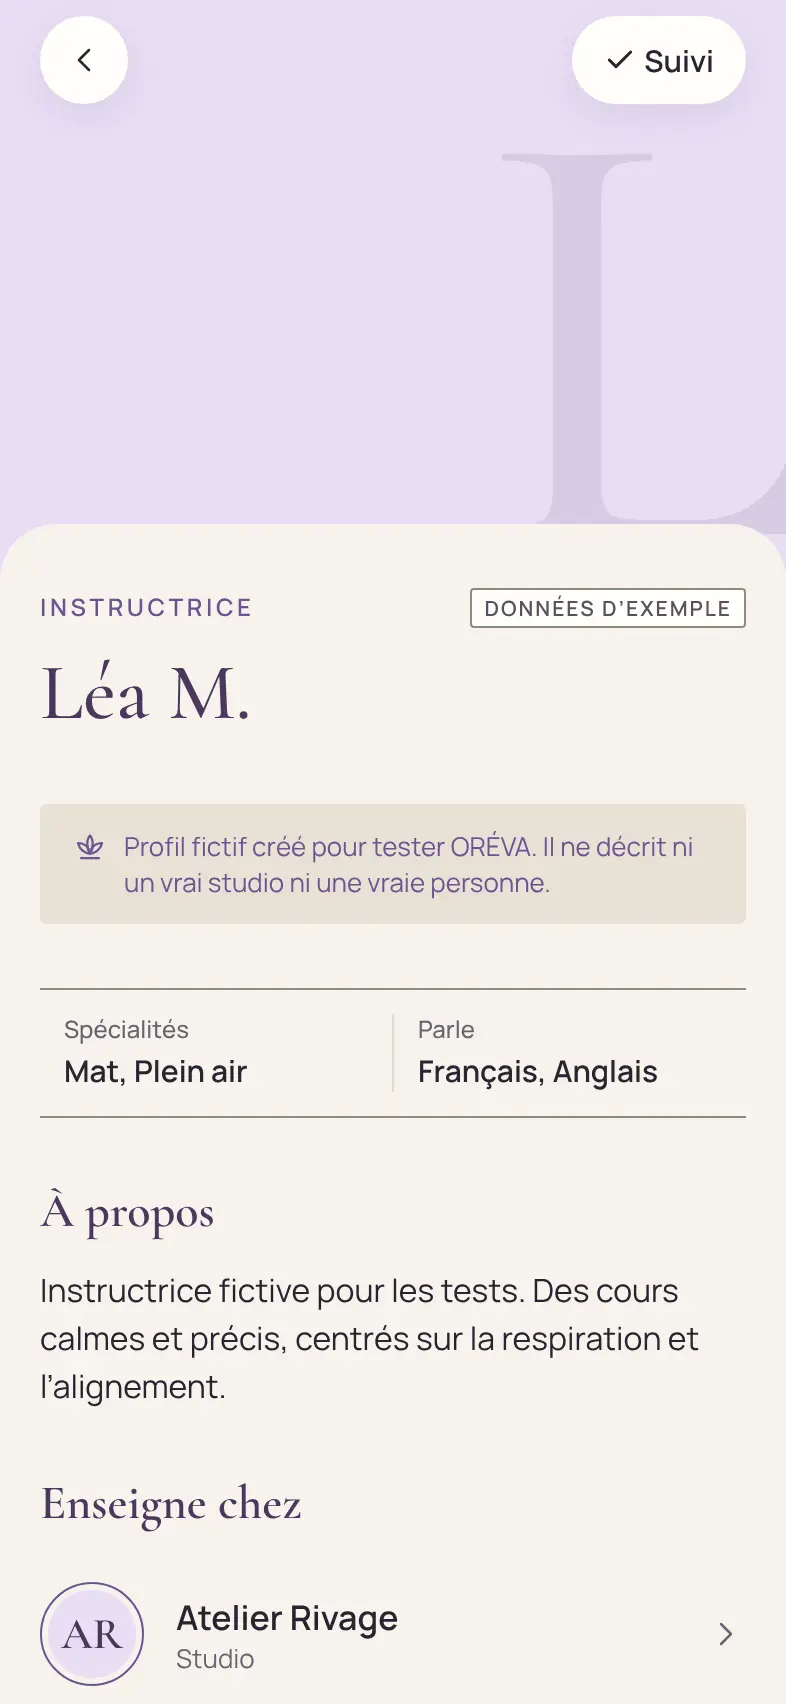 Suivi
L
INSTRUCTRICE
DONNÉES D’EXEMPLE
Léa M.
Profil fictif créé pour tester ORÉVA. Il ne décrit ni
un vrai studio ni une vraie personne.
Spécialités
Mat, Plein air
Parle
Français, Anglais
À propos
Instructrice fictive pour les tests. Des cours
calmes et précis, centrés sur la respiration et
l’alignement.
Enseigne chez
AR
Atelier Rivage
Studio